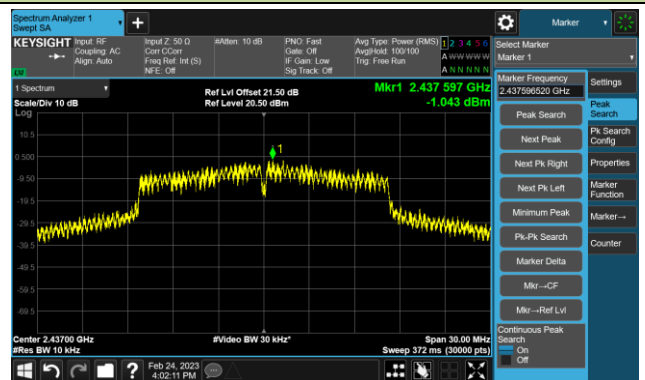 Spectrum Analyzer 1
Swept SA
Marker
KEYSIGHT
Input: RF
Coupling: AC
Align: Auto
Input Z: 50 Ω
Corr CCorr
Freq Ref: Int (S)
NFE: Off
#Atten: 10 dB
PNO: Fast
Gate: Off
IF Gain: Low
Sig Track: Off
Avg Type: Power (RMS)
Avg|Hold: 100/100
Trig: Free Run
1 2 3 4 5 6
A W W W W W
A N N N N N
Select Marker
Marker 1
1 Spectrum
Scale/Div 10 dB
Log
Ref Lvl Offset 21.50 dB
Ref Level 20.50 dBm
Mkr1 2.437 597 GHz
-1.043 dBm
1
10.5
0.500
-9.50
-19.5
-29.5
-39.5
-49.5
-59.5
-69.5
Center 2.43700 GHz
#Res BW 10 kHz
#Video BW 30 kHz*
Span 30.00 MHz
Sweep 372 ms (30000 pts)
Marker Frequency
2.437596520 GHz
Peak Search
Next Peak
Next Pk Right
Next Pk Left
Minimum Peak
Pk-Pk Search
Marker Delta
Mkr→CF
Mkr→Ref Lvl
Continuous Peak
Search
On
Off
Settings
Peak
Search
Pk Search
Config
Properties
Marker
Function
Marker→
Counter
Feb 24, 2023
4:02:11 PM